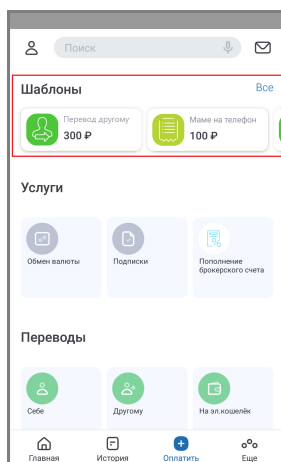 Поиск
Шаблоны Все
Перевод другому
300 ₽
Маме на телефон
100 ₽
Услуги
Обмен валюты
Подписки
Пополнение
брокерского счета
Переводы
Себе
Другому
На эл.кошелёк
Главная История Оплатить Еще